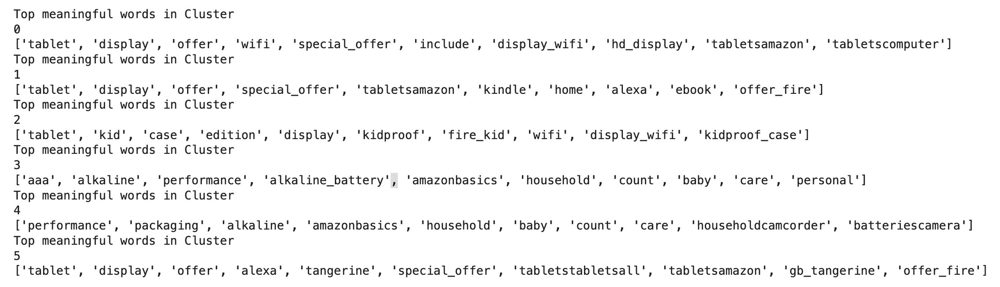 Top meaningful words in Cluster
0
['tablet', 'display', 'offer', 'wifi', 'special_offer', 'include', 'display_wifi', 'hd_display', 'tabletsamazon', 'tabletscomputer']
Top meaningful words in Cluster
1
['tablet', 'display', 'offer', 'special_offer', 'tabletsamazon', 'kindle', 'home', 'alexa', 'ebook', 'offer_fire']
Top meaningful words in Cluster
2
['tablet', 'kid', 'case', 'edition', 'display', 'kidproof', 'fire_kid', 'wifi', 'display_wifi', 'kidproof_case']
Top meaningful words in Cluster
3
['aaa', 'alkaline', 'performance', 'alkaline_battery', 'amazonbasics', 'household', 'count', 'baby', 'care', 'personal']
Top meaningful words in Cluster
4
['performance', 'packaging', 'alkaline', 'amazonbasics', 'household', 'baby', 'count', 'care', 'householdcamcorder', 'batteriescamera']
Top meaningful words in Cluster
5
['tablet', 'display', 'offer', 'alexa', 'tangerine', 'special_offer', 'tabletstabletsall', 'tabletsamazon', 'gb_tangerine', 'offer_fire']